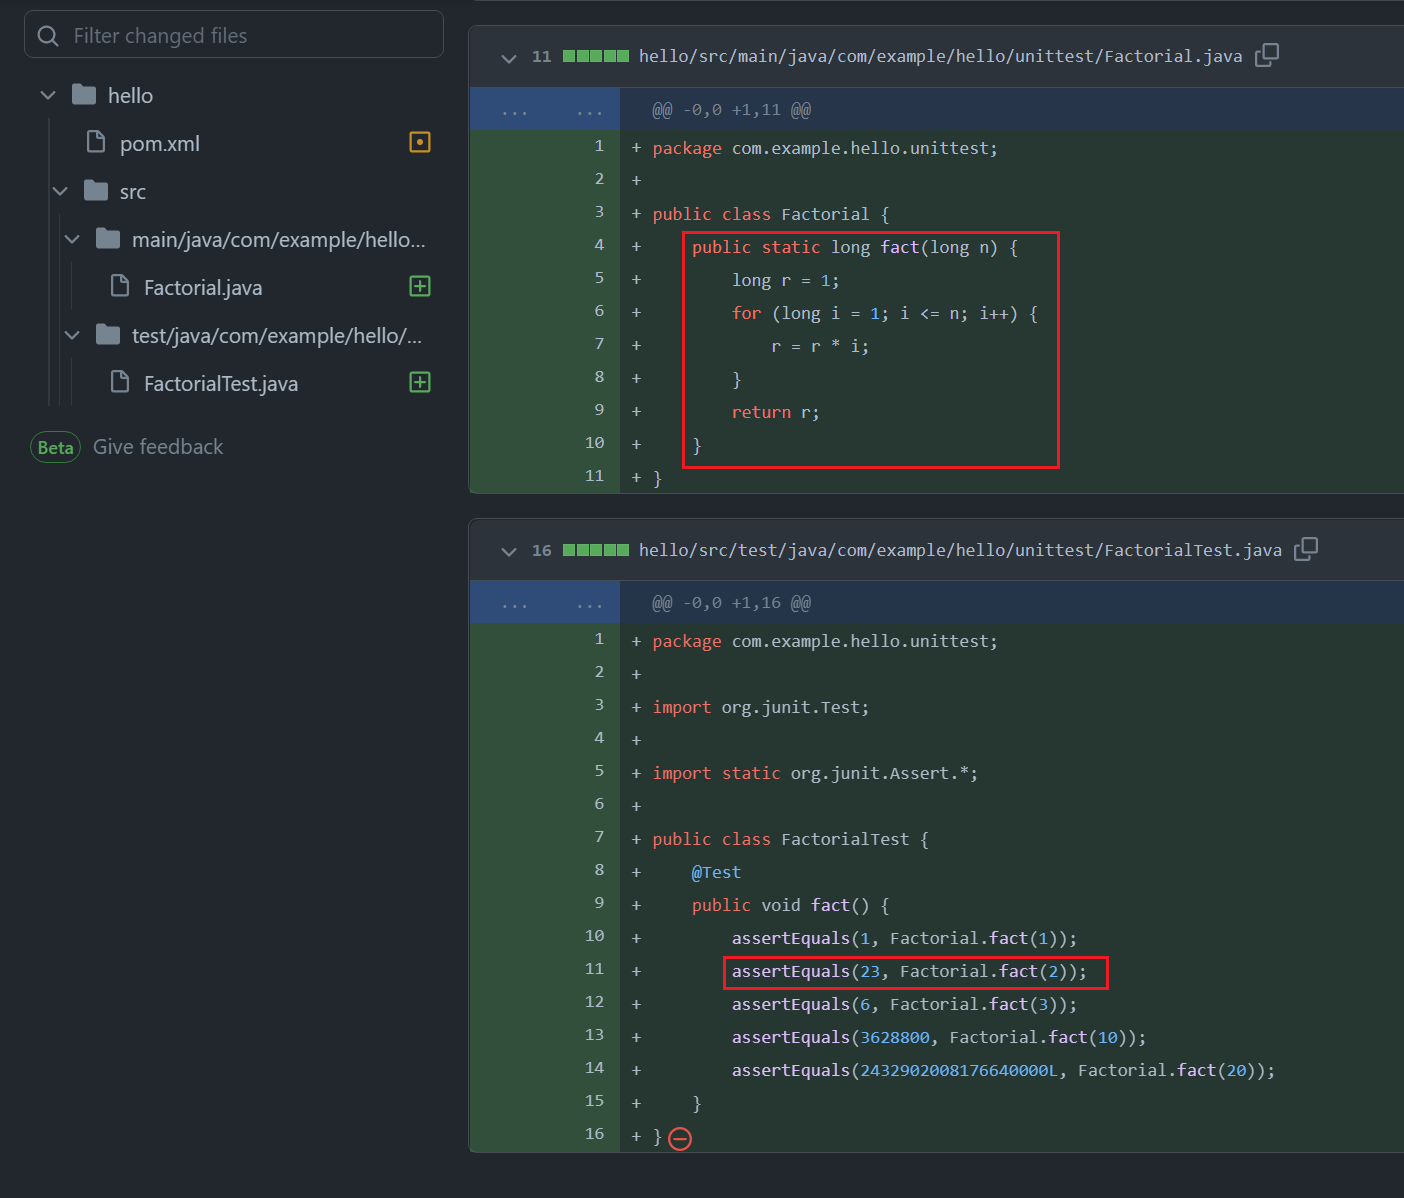 Filter changed files
hello
pom.xml
src
main/java/com/example/hello...
Factorial.java
test/java/com/example/hello/...
FactorialTest.java
Beta Give feedback
11 hello/src/main/java/com/example/hello/unittest/Factorial.java
... ... @@ -0,0 +1,11 @@
1 + package com.example.hello.unittest;
2 +
3 + public class Factorial {
4 +     public static long fact(long n) {
5 +         long r = 1;
6 +         for (long i = 1; i <= n; i++) {
7 +             r = r * i;
8 +         }
9 +         return r;
10 +     }
11 + }
16 hello/src/test/java/com/example/hello/unittest/FactorialTest.java
... ... @@ -0,0 +1,16 @@
1 + package com.example.hello.unittest;
2 +
3 + import org.junit.Test;
4 +
5 + import static org.junit.Assert.*;
6 +
7 + public class FactorialTest {
8 +     @Test
9 +     public void fact() {
10 +         assertEquals(1, Factorial.fact(1));
11 +         assertEquals(23, Factorial.fact(2));
12 +         assertEquals(6, Factorial.fact(3));
13 +         assertEquals(3628800, Factorial.fact(10));
14 +         assertEquals(2432902008176640000L, Factorial.fact(20));
15 +     }
16 + }